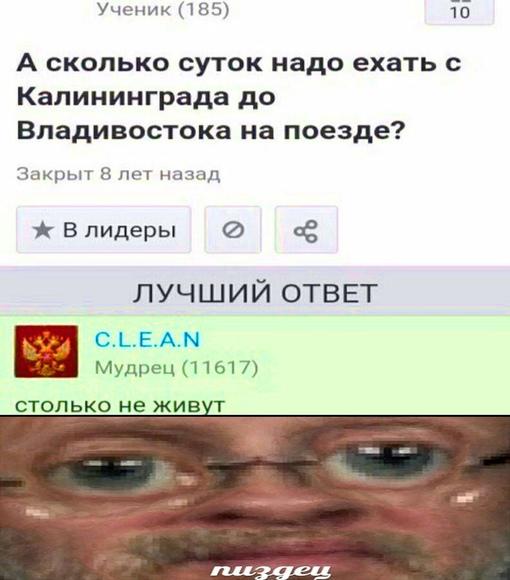 Ученик (185)
10
А сколько суток надо ехать с
Калининграда до
Владивостока на поезде?
Закрыт 8 лет назад
В лидеры
ЛУЧШИЙ ОТВЕТ
C.L.E.A.N
Мудрец (11617)
столько не живут
пиздец